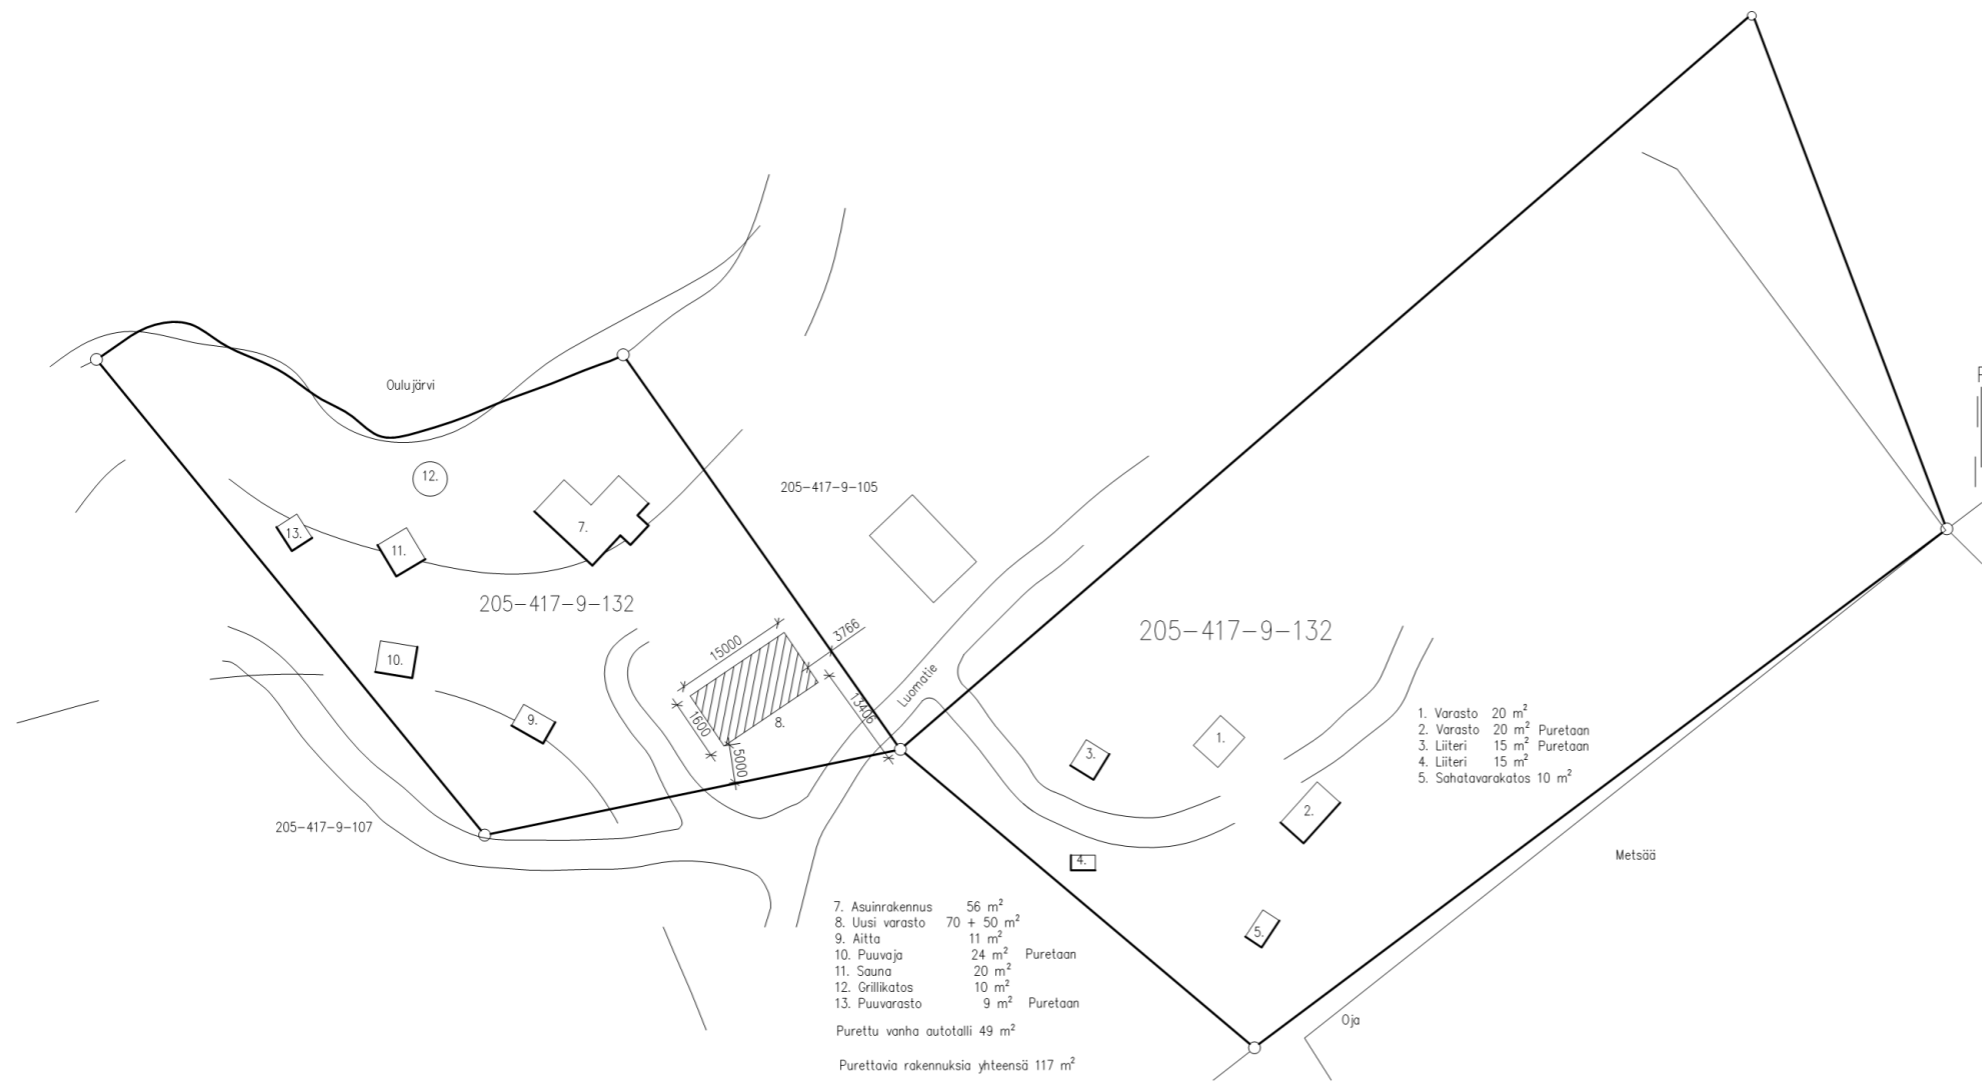 Oulujärvi
12.
205-417-9-105
7.
13.
11.
205-417-9-132
205-417-9-132
3766
15000
10.
Luomatie
13406
1600
8.
9.
5000
1.
3.
2.
4.
5.
1. Varasto 20 m²
2. Varasto 20 m² Puretaan
3. Liiteri 15 m² Puretaan
4. Liiteri 15 m²
5. Sahatavarakatos 10 m²
205-417-9-107
Metsää
7. Asuinrakennus 56 m²
8. Uusi varasto 70 + 50 m²
9. Aitta 11 m²
10. Puuvaja 24 m² Puretaan
11. Sauna 20 m²
12. Grillikatos 10 m²
13. Puuvarasto 9 m² Puretaan
Purettu vanha autotalli 49 m²
Purettavia rakennuksia yhteensä 117 m²
Oja